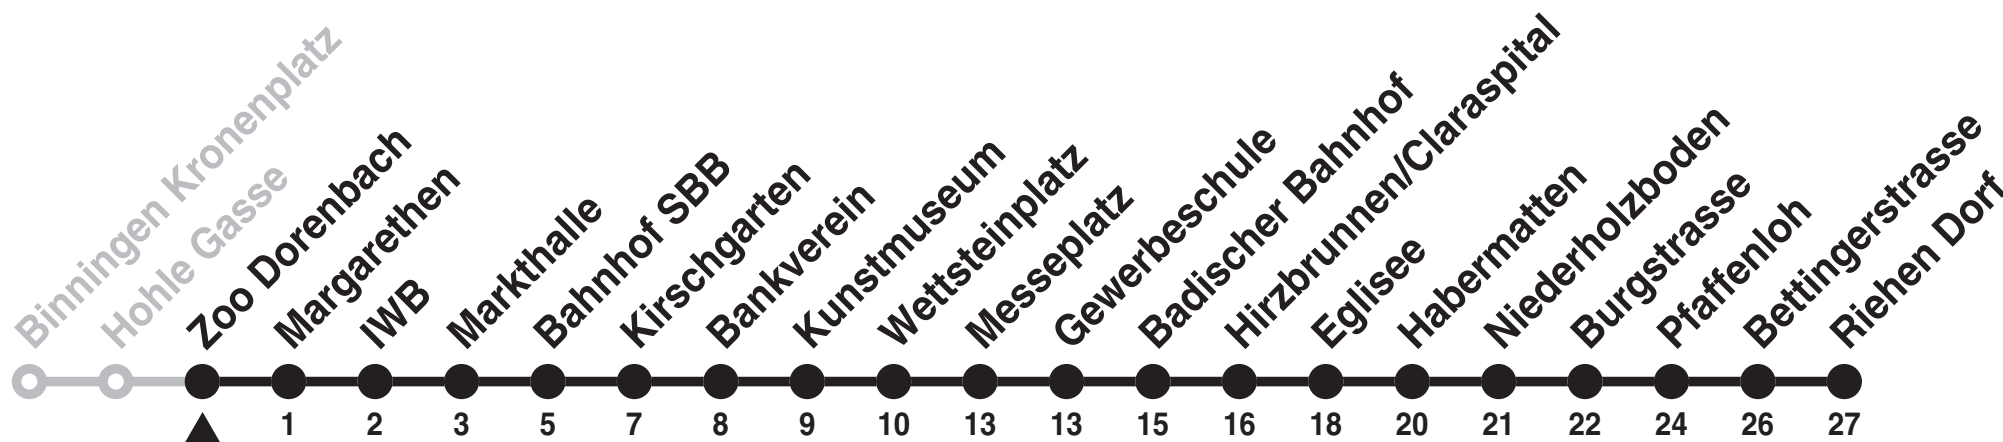 Binningen Kronenplatz
Hohle Gasse
Zoo Dorenbach
Margarethen
IWB
Markthalle
Bahnhof SBB
Kirschgarten
Bankverein
Kunstmuseum
Wettsteinplatz
Messeplatz
Gewerbeschule
Badischer Bahnhof
Hirzbrunnen/Claraspital
Eglisee
Habermatten
Niederholzboden
Burgstrasse
Pfaffenloh
Bettingerstrasse
Riehen Dorf
1 2 3 5 7 8 9 10 13 13 15 16 18 20 21 22 24 26 27